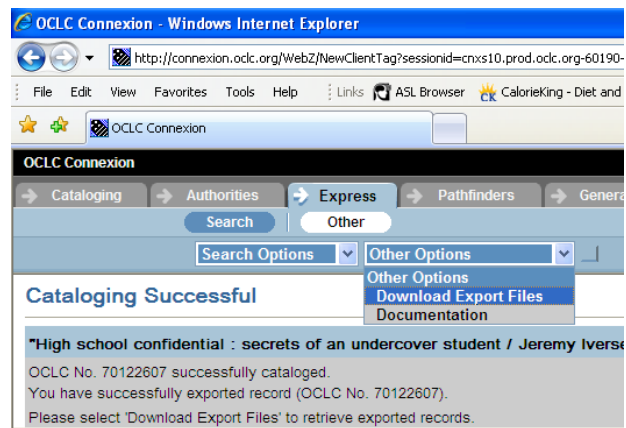 OCLC Connexion - Windows Internet Explorer
http://connexion.oclc.org/WebZ/NewClientTag?sessionid=cnxs10.prod.oclc.org-60190-
File Edit View Favorites Tools Help Links ASL Browser CK CalorieKing - Diet and
OCLC Connexion
OCLC Connexion
Cataloging Authorities Express Pathfinders Genera
Search Other
Search Options Other Options
Other Options
Download Export Files
Documentation
Cataloging Successful
"High school confidential : secrets of an undercover student / Jeremy Iverse
OCLC No. 70122607 successfully cataloged.
You have successfully exported record (OCLC No. 70122607).
Please select 'Download Export Files' to retrieve exported records.